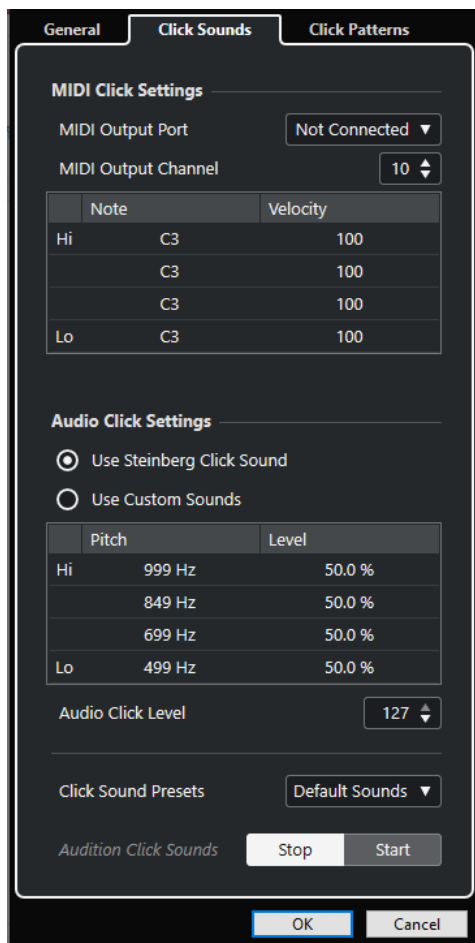 General Click Sounds Click Patterns
MIDI Click Settings
MIDI Output Port Not Connected
MIDI Output Channel 10
Note Velocity
Hi C3 100
C3 100
C3 100
Lo C3 100
Audio Click Settings
Use Steinberg Click Sound
Use Custom Sounds
Pitch Level
Hi 999 Hz 50.0 %
849 Hz 50.0 %
699 Hz 50.0 %
Lo 499 Hz 50.0 %
Audio Click Level 127
Click Sound Presets Default Sounds
Audition Click Sounds Stop Start
OK Cancel